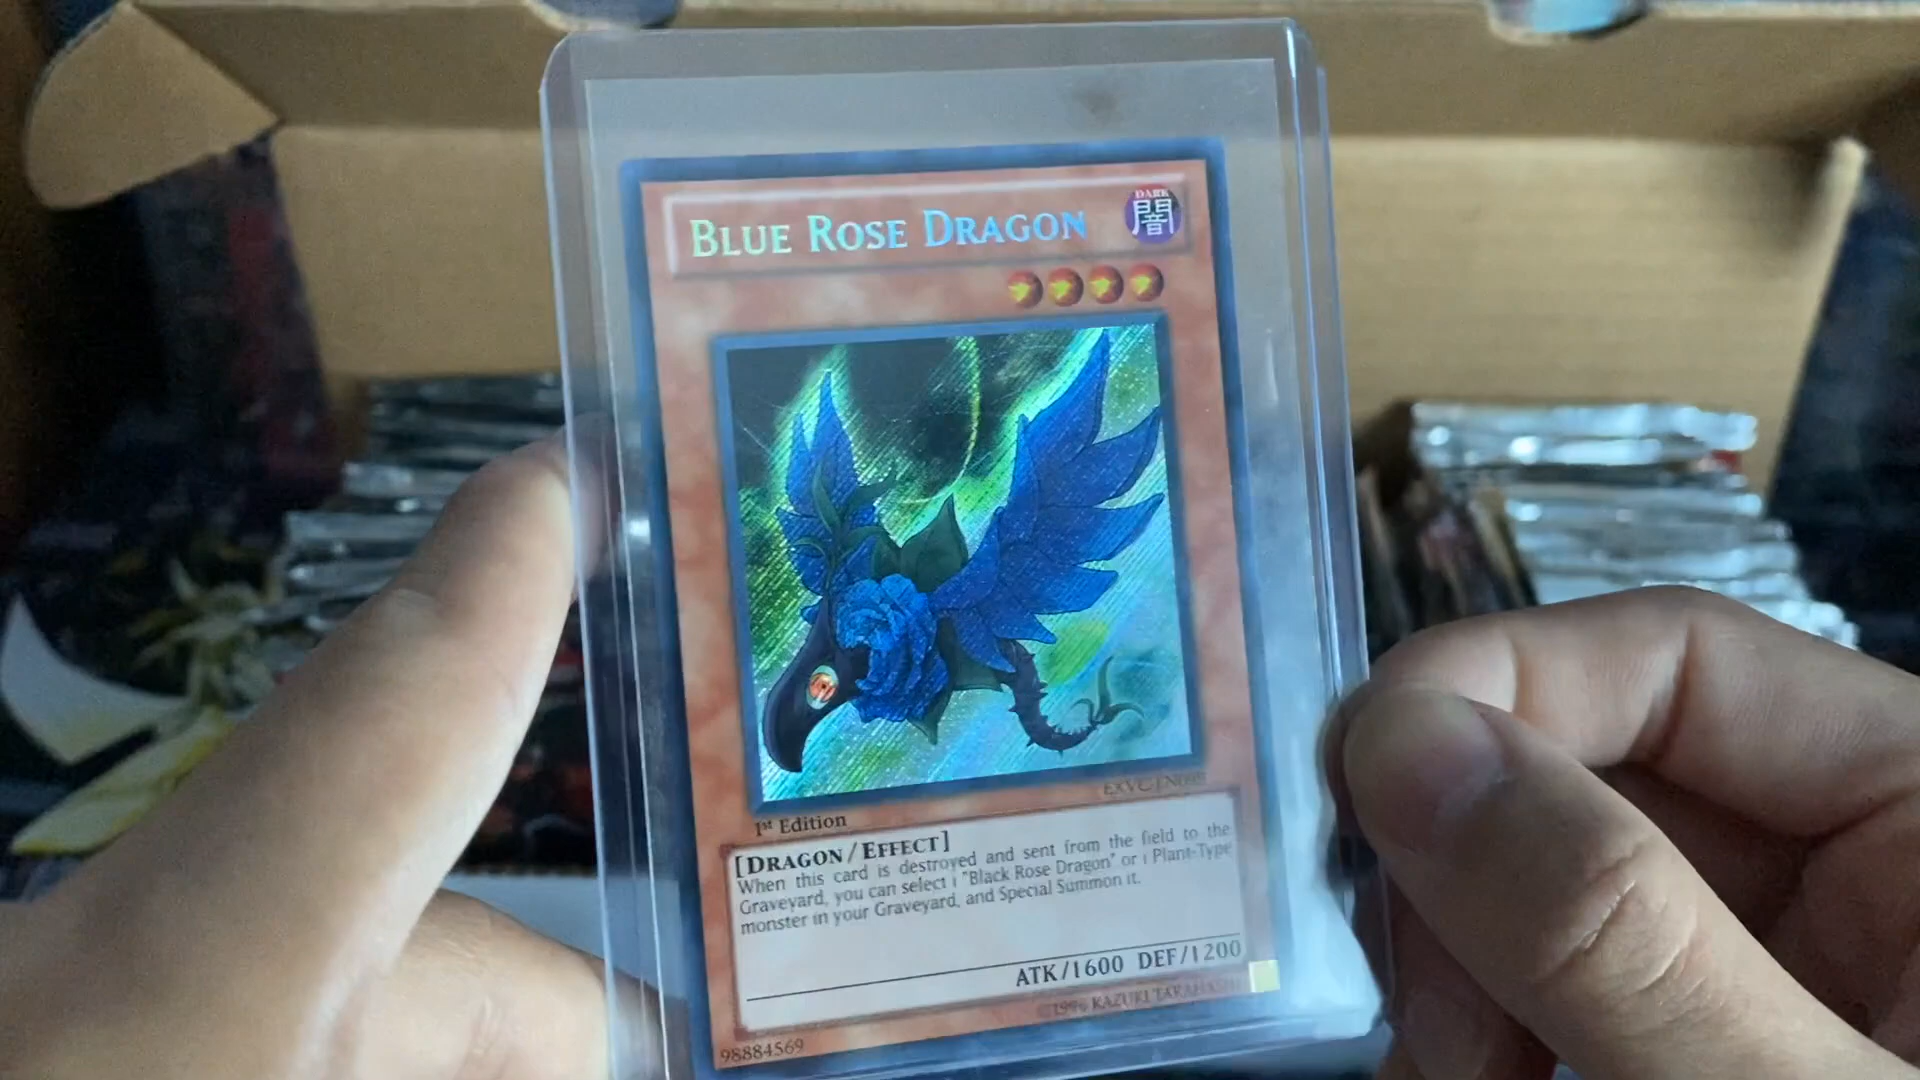 BLUE ROSE DRAGON
DARK
闇
1st Edition
[DRAGON/EFFECT]
When this card is destroyed and sent from the field to the
Graveyard, you can select 1 "Black Rose Dragon" or 1 Plant-Type
monster in your Graveyard, and Special Summon it.
ATK/1600 DEF/1200
©1996 KAZUKI TAKAHASHI
98884569